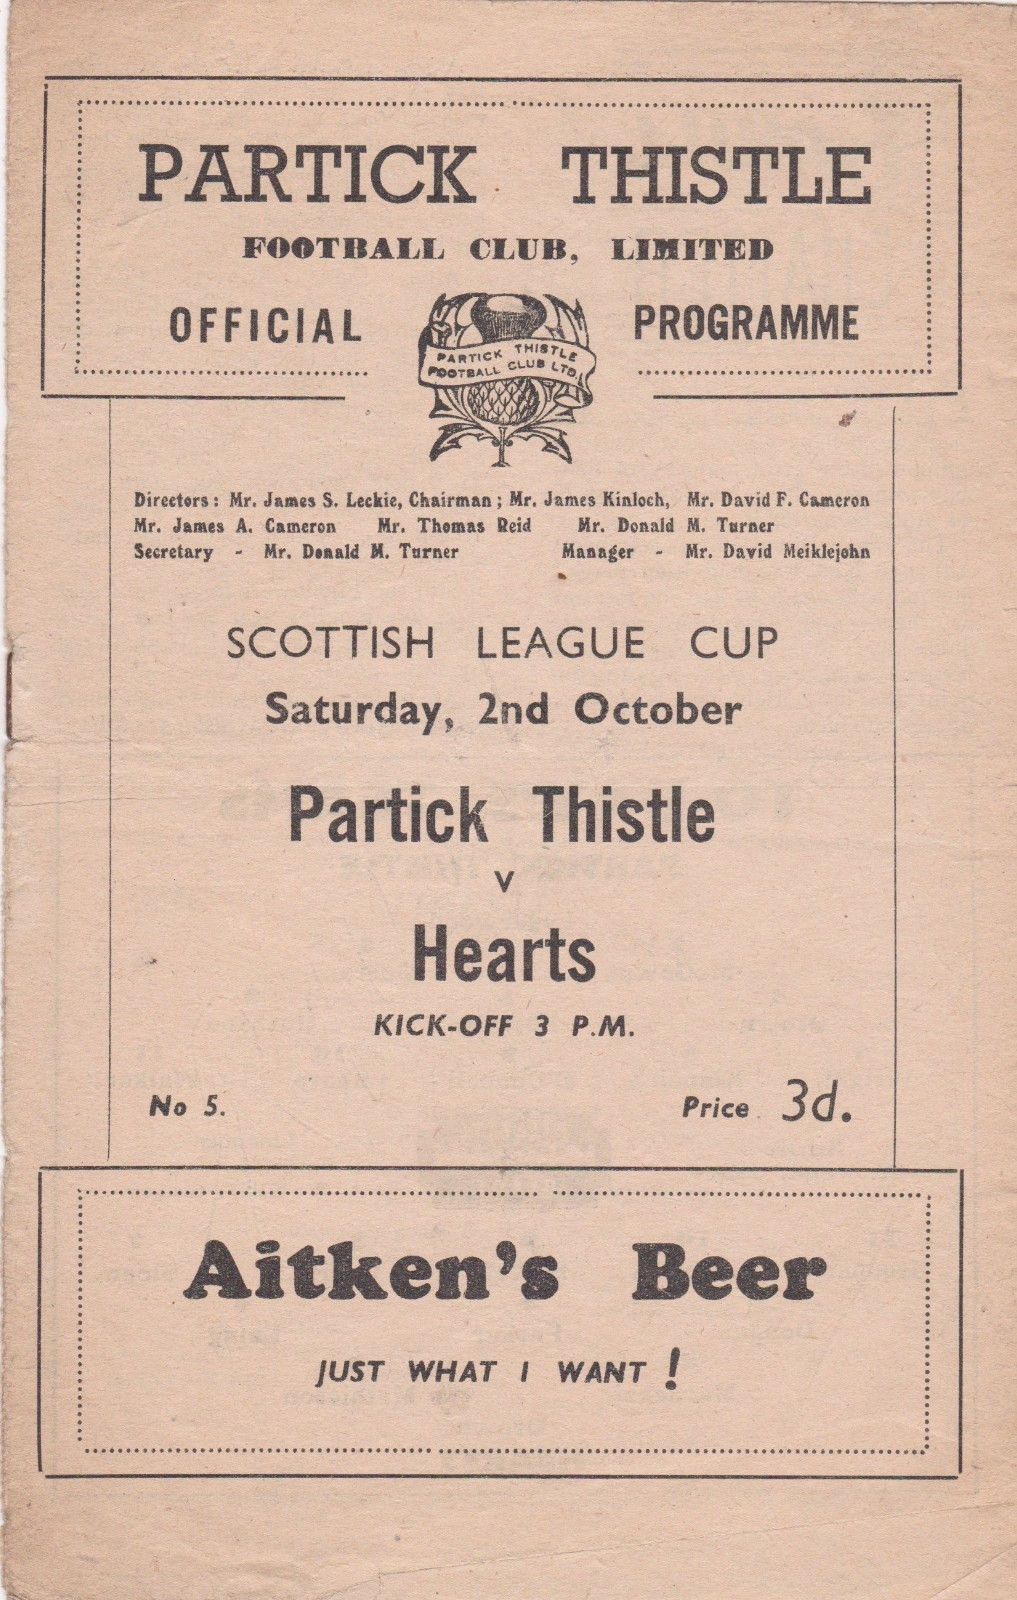 PARTICK THISTLE
FOOTBALL CLUB, LIMITED
OFFICIAL PROGRAMME
PARTICK THISTLE
FOOTBALL CLUB LTD.
Directors: Mr. James S. Leckie, Chairman; Mr. James Kinloch, Mr. David F. Cameron
Mr. James A. Cameron Mr. Thomas Reid Mr. Donald M. Turner
Secretary - Mr. Donald M. Turner Manager - Mr. David Meiklejohn
SCOTTISH LEAGUE CUP
Saturday, 2nd October
Partick Thistle
v
Hearts
KICK-OFF 3 P.M.
No 5. Price 3d.
Aitken's Beer
JUST WHAT I WANT!